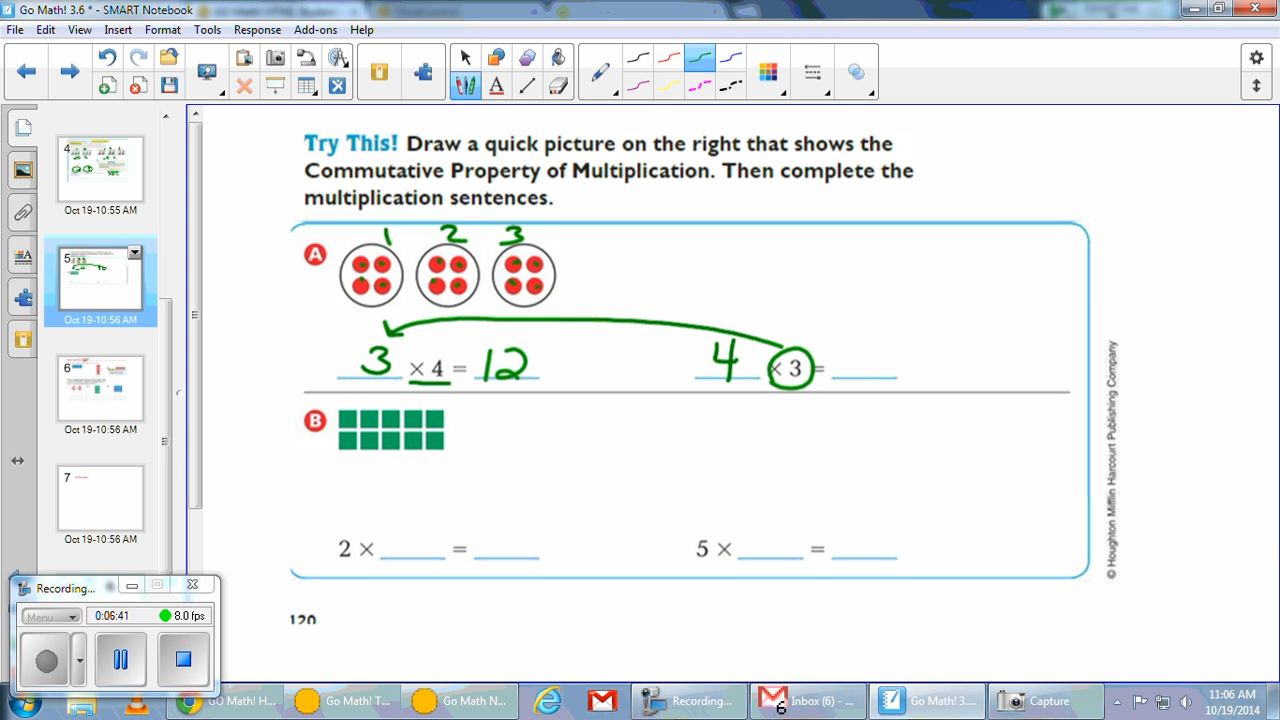 Go Math! 3.6 * - SMART Notebook
File Edit View Insert Format Tools Response Add-ons Help
4
Oct 19-10:55 AM
5
Oct 19-10:56 AM
6
Oct 19-10:56 AM
7
Oct 19-10:56 AM
Try This! Draw a quick picture on the right that shows the
Commutative Property of Multiplication. Then complete the
multiplication sentences.
A 1 2 3
3 × 4 = 12 4 × 3 =
B
2 × = 5 × =
120
© Houghton Mifflin Harcourt Publishing Company
Recording...
Menu 0:06:41 8.0 fps
GO Math! H... Go Math! T... Go Math N... Recording... Inbox (6) - ... Go Math! 3.... Capture
6
11:06 AM
10/19/2014